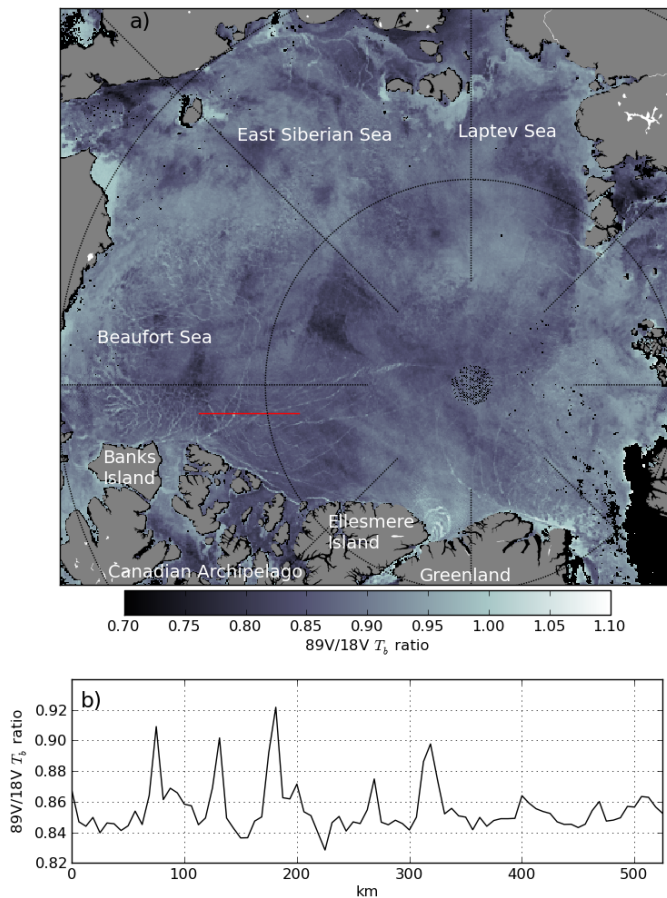 a)
East Siberian Sea
Laptev Sea
Beaufort Sea
Banks
Island
Ellesmere
Island
Canadian Archipelago
Greenland
0.70 0.75 0.80 0.85 0.90 0.95 1.00 1.05 1.10
89V/18V T_b ratio
b)
89V/18V T_b ratio
0.92
0.90
0.88
0.86
0.84
0.82
0 100 200 300 400 500
km